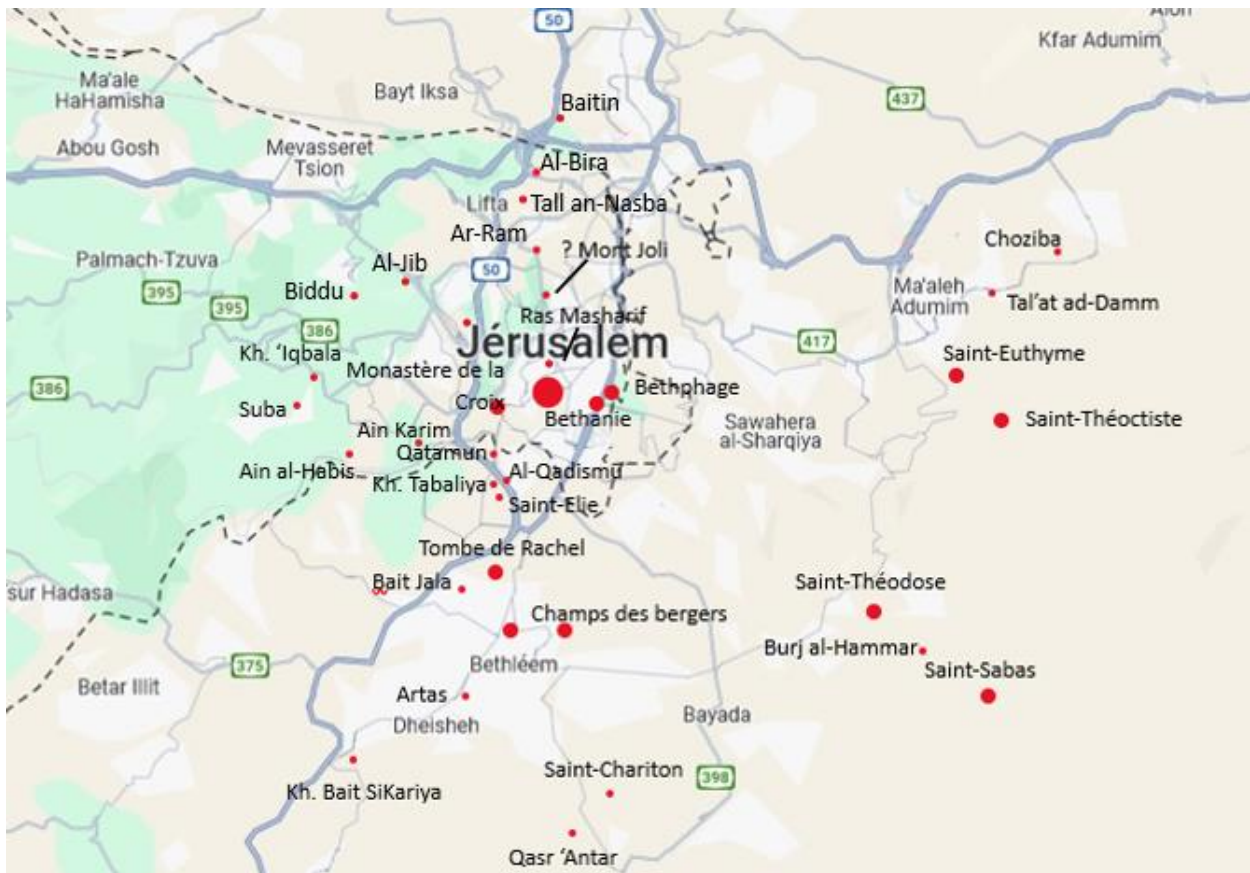 Alon
50
Kfar Adumim
Ma'ale
HaHamisha
Bayt Iksa
Baitin
437
Abou Gosh
Mevasseret
Tsion
Al-Bira
Lifta
Tall an-Nasba
Ar-Ram
? Mont Joli
Choziba
Palmach-Tzuva
Al-Jib
50
395
395
Biddu
Ma'aleh
Adumim
Tal'at ad-Damm
Ras Masharif
386
Jérusalem
417
Kh. ‘Iqbala
Saint-Euthyme
Monastère de la
Croix
386
Bethphage
Suba
Bethanie
Sawahera
al-Sharqiya
Saint-Théoctiste
Ain Karim
Qatamun
Ain al-Habis
Al-Qadismu
Kh. Tabaliya
Saint-Elie
Tombe de Rachel
Bait Jala
sur Hadasa
Saint-Théodose
Champs des bergers
Burj al-Hammar
375
Bethléem
Saint-Sabas
Betar Illit
Artas
Dheisheh
Bayada
Saint-Chariton
398
Kh. Bait SiKariya
Qasr ‘Antar